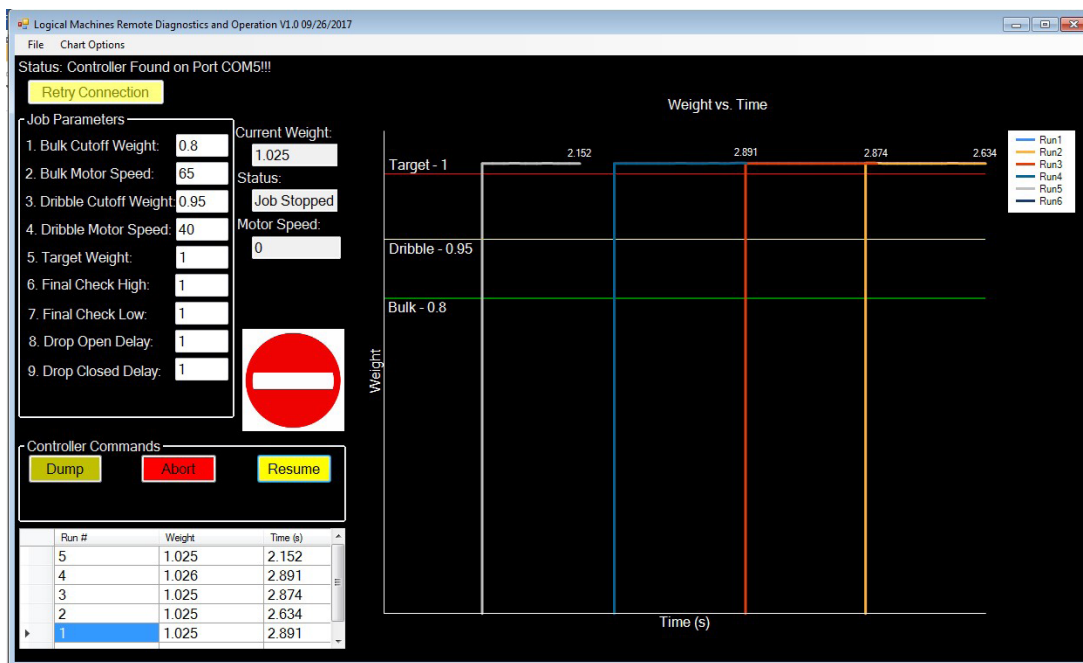 Logical Machines Remote Diagnostics and Operation V1.0 09/26/2017
File Chart Options
Status: Controller Found on Port COM5!!!
Retry Connection
Job Parameters
1. Bulk Cutoff Weight: 0.8
2. Bulk Motor Speed: 65
3. Dribble Cutoff Weight: 0.95
4. Dribble Motor Speed: 40
5. Target Weight: 1
6. Final Check High: 1
7. Final Check Low: 1
8. Drop Open Delay: 1
9. Drop Closed Delay: 1
Current Weight:
1.025
Status:
Job Stopped
Motor Speed:
0
Controller Commands
Dump Abort Resume
Run # Weight Time (s)
5 1.025 2.152
4 1.026 2.891
3 1.025 2.874
2 1.025 2.634
1 1.025 2.891
Weight vs. Time
2.152 2.891 2.874 2.634
Target - 1
Dribble - 0.95
Bulk - 0.8
Weight
Time (s)
Run1
Run2
Run3
Run4
Run5
Run6